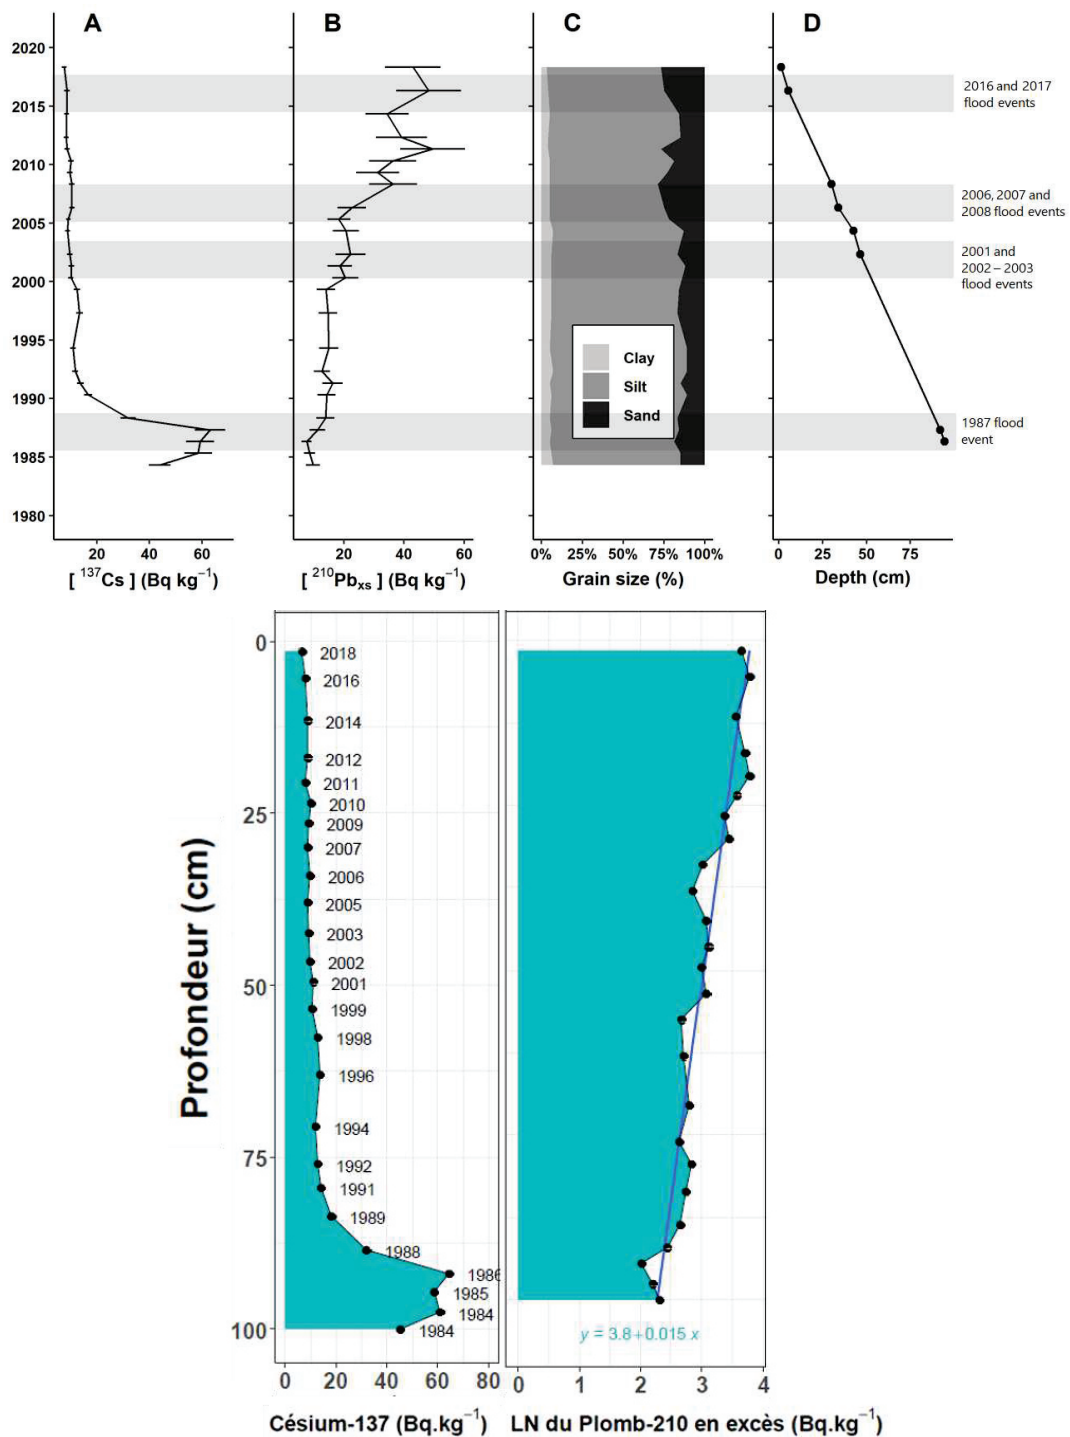 A
B
C
D
2020
2015
2010
2005
2000
1995
1990
1985
1980
2016 and 2017
flood events
2006, 2007 and
2008 flood events
2001 and
2002 – 2003
flood events
1987 flood
event
Clay
Silt
Sand
20 40 60
20 40 60
0% 25% 50% 75% 100%
0 25 50 75
[ ¹³⁷Cs ] (Bq kg⁻¹)
[ ²¹⁰Pbxs ] (Bq kg⁻¹)
Grain size (%)
Depth (cm)
Profondeur (cm)
0
25
50
75
100
2018
2016
2014
2012
2011
2010
2009
2007
2006
2005
2003
2002
2001
1999
1998
1996
1994
1992
1991
1989
1988
1986
1985
1984
1984
y = 3.8+0.015 x
0 20 40 60 80
0 1 2 3 4
Césium-137 (Bq.kg⁻¹)
LN du Plomb-210 en excès (Bq.kg⁻¹)